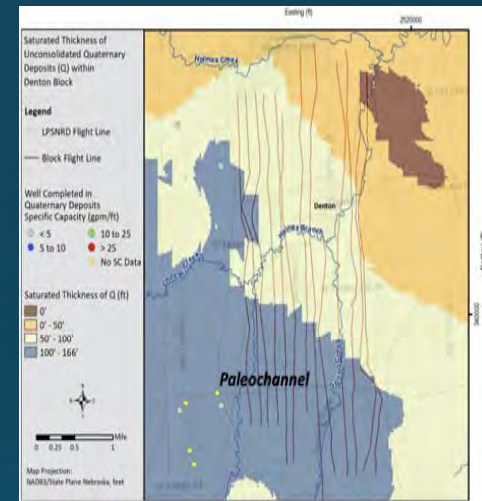 Easting (ft)
2520000
Saturated Thickness of
Unconsolidated Quaternary
Deposits (Q) within
Denton Block
Legend
LPSNRD Flight Line
Block Flight Line
Well Completed in
Quaternary Deposits
Specific Capacity (gpm/ft)
< 5
10 to 25
5 to 10
> 25
No SC Data
Saturated Thickness of Q (ft)
0'
0' - 50'
50' - 100'
100' - 166'
0
0.25
0.5
1
Mile
Map Projection:
NAD83/State Plane Nebraska, feet
Holmes Creek
Denton
Haines Branch
Paleochannel